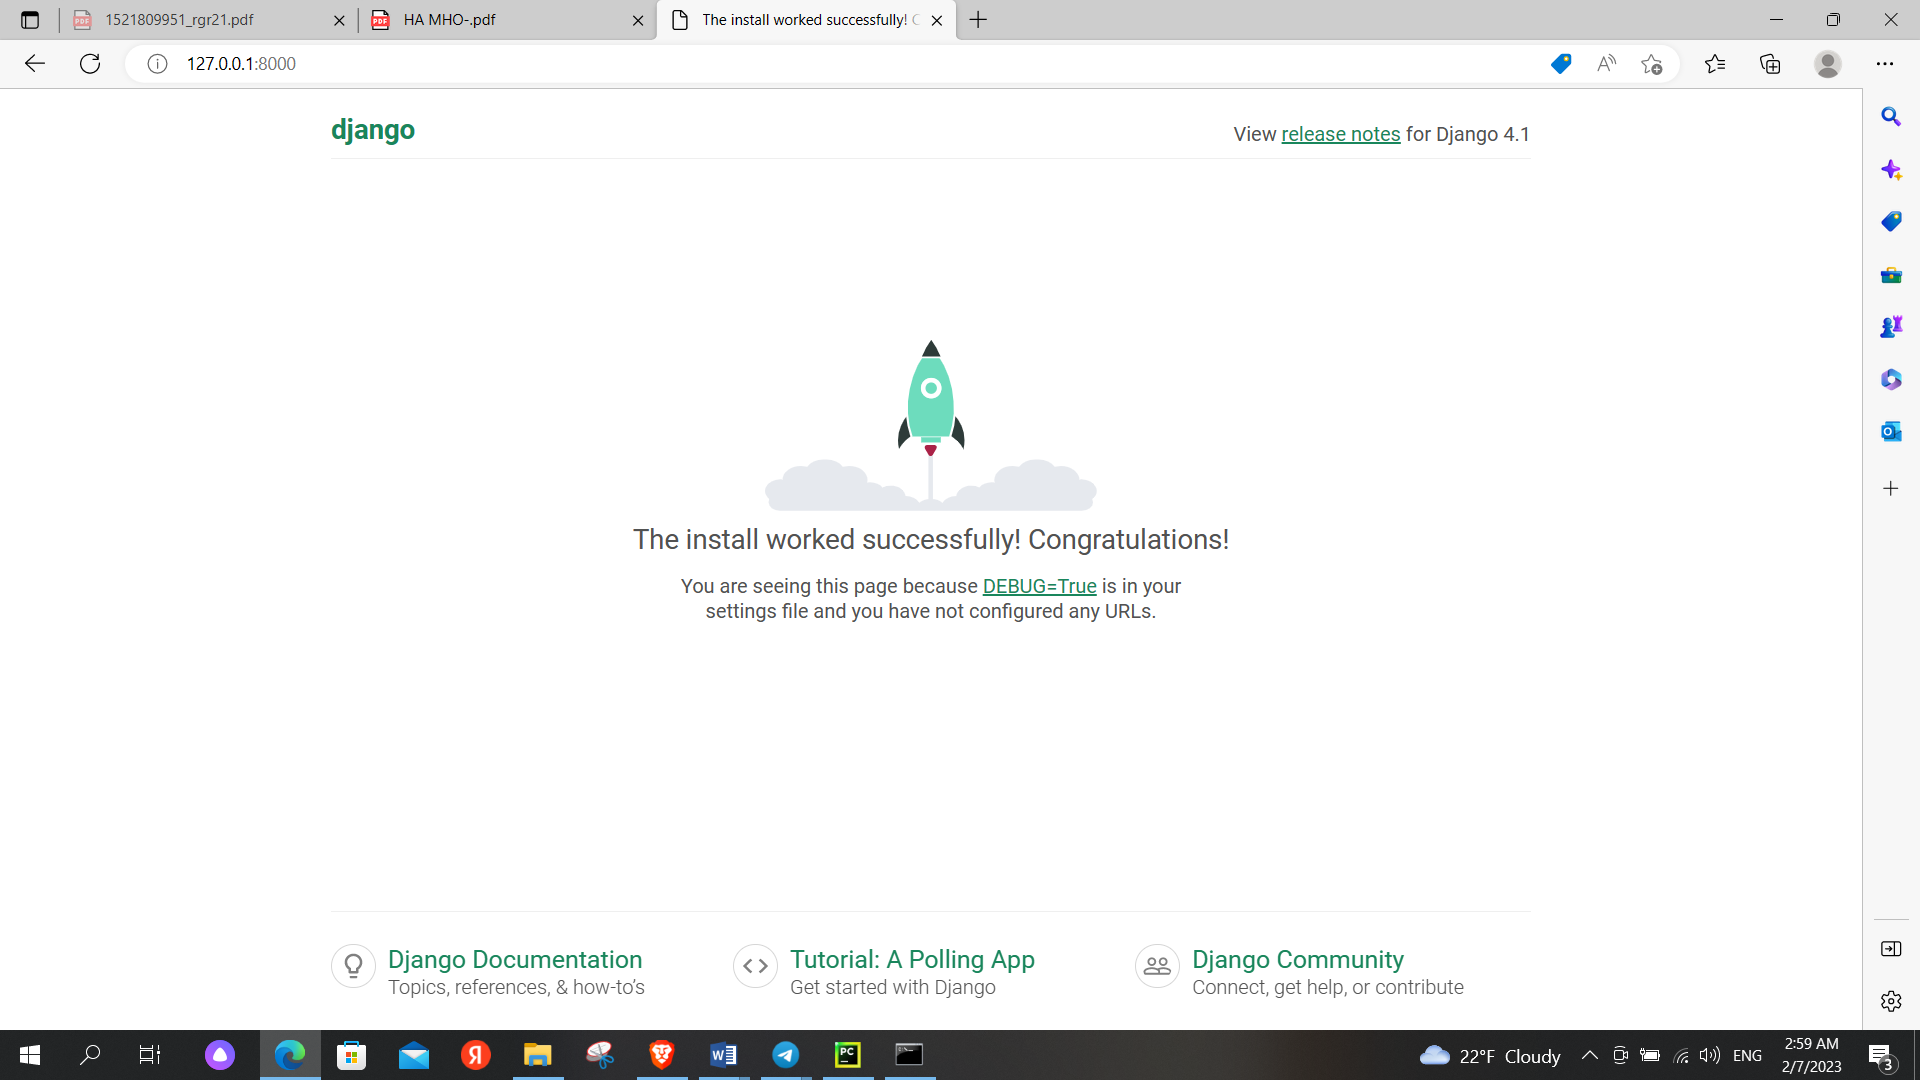 1521809951_rgr21.pdf
HA MHO-.pdf
The install worked successfully! C
127.0.0.1:8000
django
View release notes for Django 4.1
The install worked successfully! Congratulations!
You are seeing this page because DEBUG=True is in your
settings file and you have not configured any URLs.
Django Documentation
Topics, references, & how-to's
Tutorial: A Polling App
Get started with Django
Django Community
Connect, get help, or contribute
22°F Cloudy
ENG
2:59 AM
2/7/2023
3